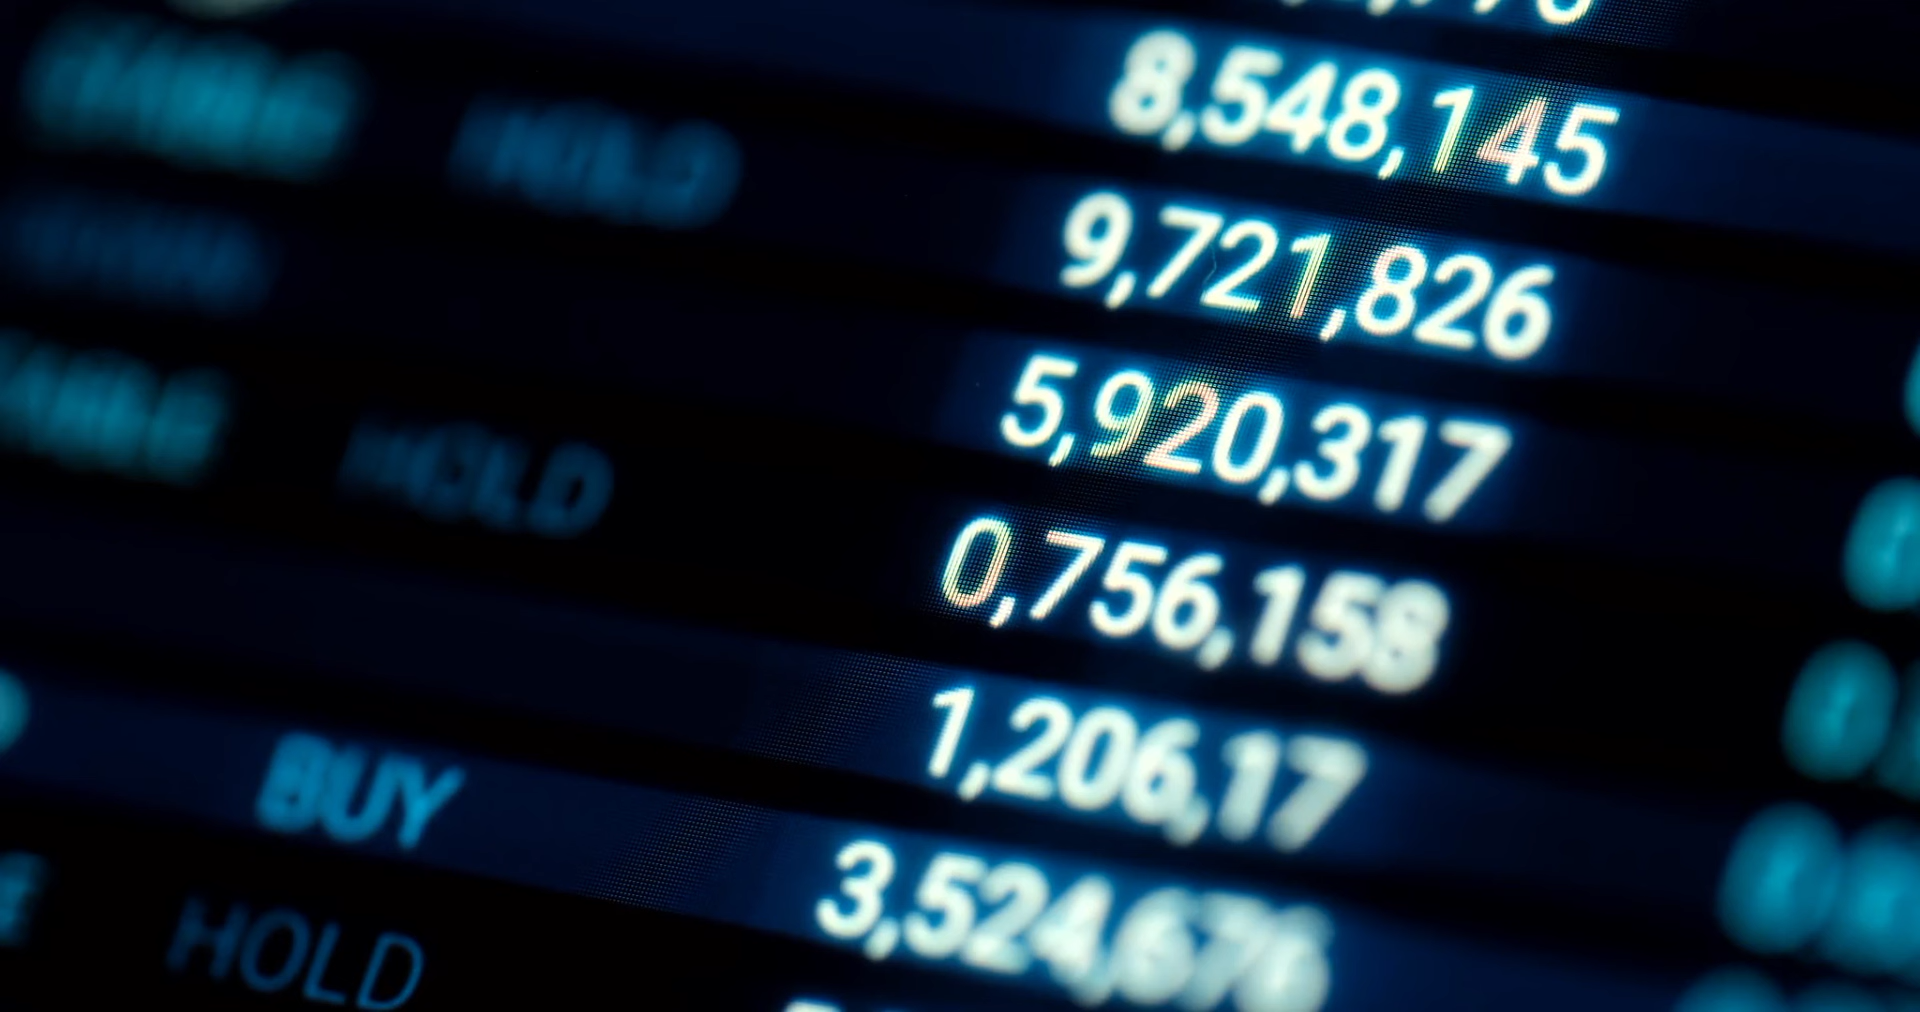 8,548,145
HOLD 9,721,826
5,920,317
HOLD 0,756,158
1,206,17
BUY 3,524,676
HOLD